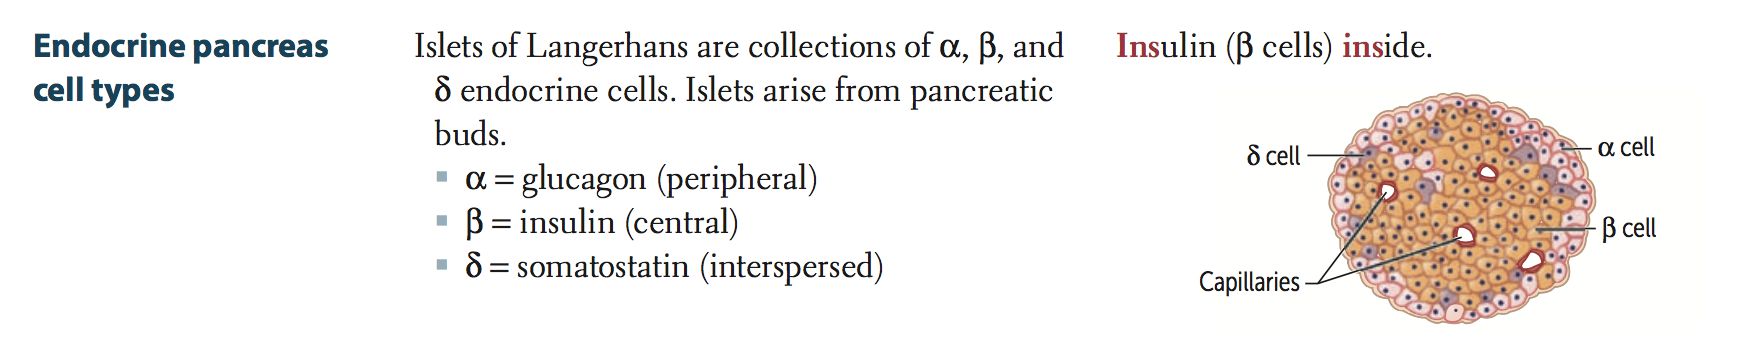 Endocrine pancreas
cell types
Islets of Langerhans are collections of α, β, and
δ endocrine cells. Islets arise from pancreatic
buds.
▪ α = glucagon (peripheral)
▪ β = insulin (central)
▪ δ = somatostatin (interspersed)
Insulin (β cells) inside.
δ cell
α cell
β cell
Capillaries